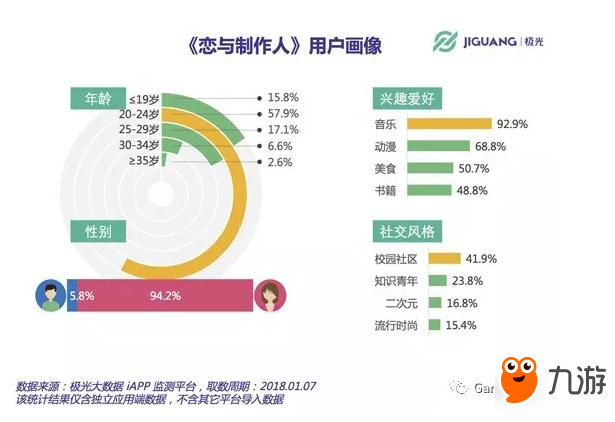 《恋与制作人》用户画像
JIGUANG | 极光
年龄
≤19岁 15.8%
20-24岁 57.9%
25-29岁 17.1%
30-34岁 6.6%
≥35岁 2.6%
性别
5.8% 94.2%
兴趣爱好
音乐 92.9%
动漫 68.8%
美食 50.7%
书籍 48.8%
社交风格
校园社区 41.9%
知识青年 23.8%
二次元 16.8%
流行时尚 15.4%
数据来源：极光大数据 iAPP 监测平台，取数周期：2018.01.07
该统计结果仅含独立应用端数据，不含其它平台导入数据
九游